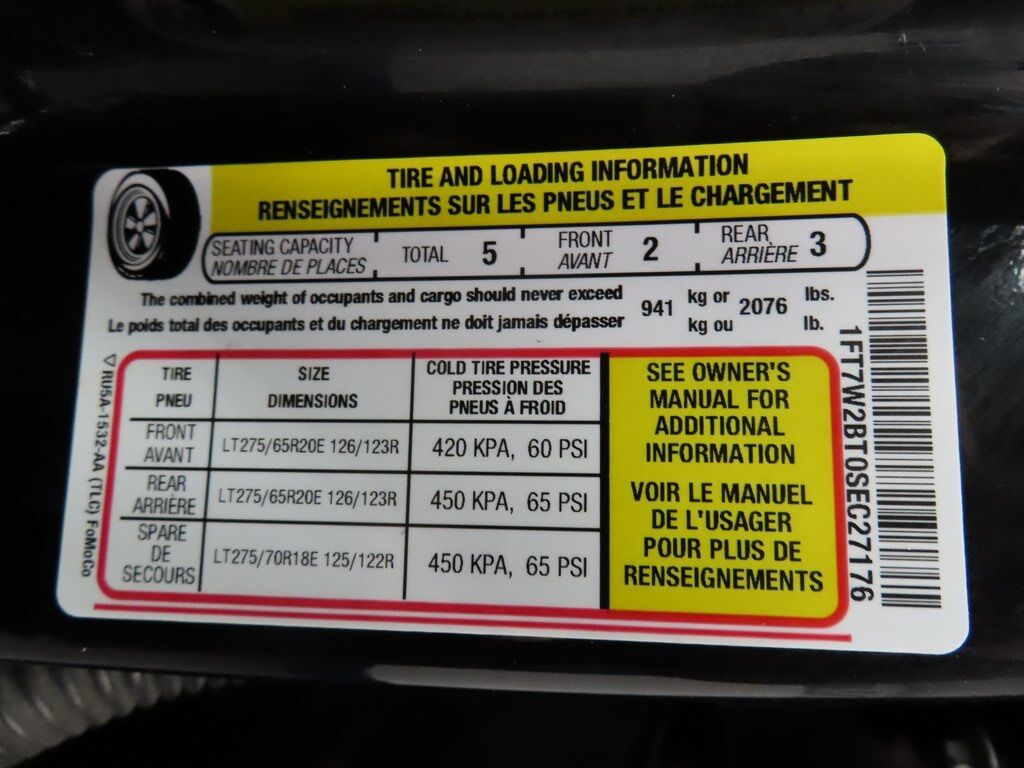 TIRE AND LOADING INFORMATION
RENSEIGNEMENTS SUR LES PNEUS ET LE CHARGEMENT
SEATING CAPACITY
NOMBRE DE PLACES
TOTAL 5
FRONT
AVANT
2
REAR
ARRIÈRE
3
The combined weight of occupants and cargo should never exceed
Le poids total des occupants et du chargement ne doit jamais dépasser
941
kg or
kg ou
2076
lbs.
lb.
TIRE
PNEU
SIZE
DIMENSIONS
COLD TIRE PRESSURE
PRESSION DES
PNEUS À FROID
FRONT
AVANT
LT275/65R20E 126/123R
420 KPA, 60 PSI
REAR
ARRIÈRE
LT275/65R20E 126/123R
450 KPA, 65 PSI
SPARE
DE
SECOURS
LT275/70R18E 125/122R
450 KPA, 65 PSI
SEE OWNER'S
MANUAL FOR
ADDITIONAL
INFORMATION
VOIR LE MANUEL
DE L'USAGER
POUR PLUS DE
RENSEIGNEMENTS
1FT7W2BT0SEC27176
RU5A-1532-AA (TLC) FoMoCo